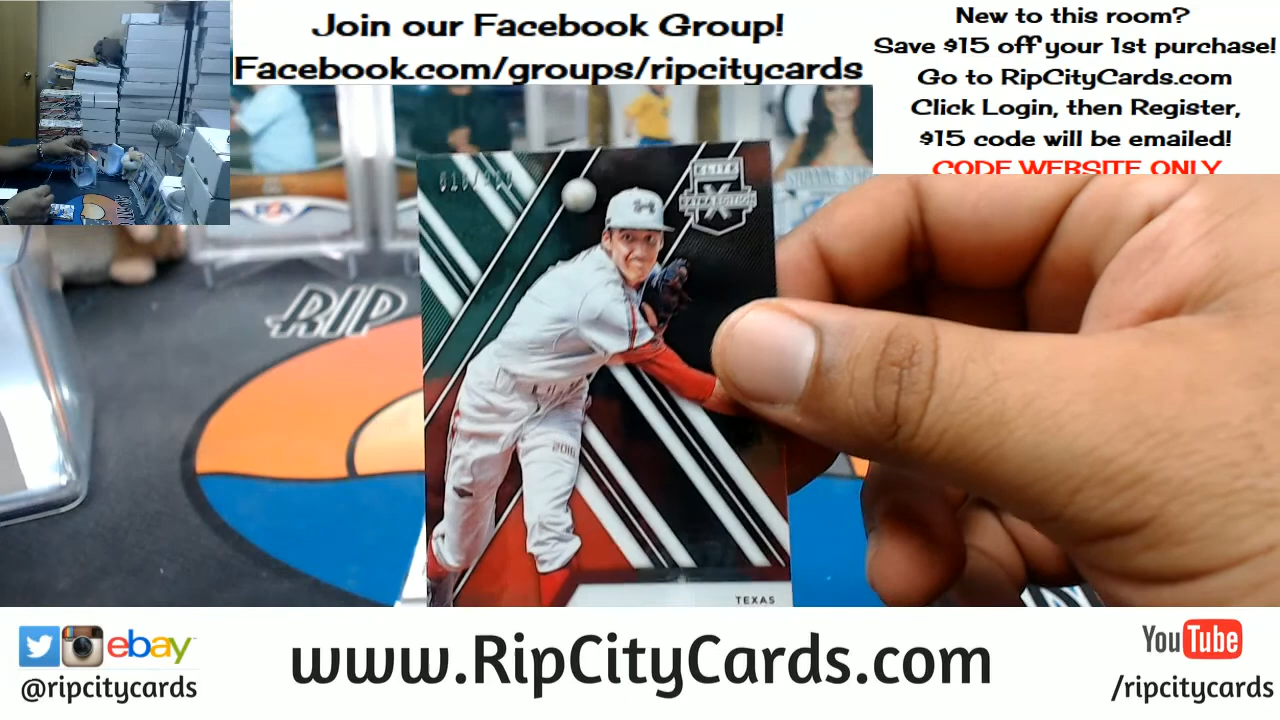 Join our Facebook Group!
Facebook.com/groups/ripcitycards
New to this room?
Save $15 off your 1st purchase!
Go to RipCityCards.com
Click Login, then Register,
$15 code will be emailed!
CODE WEBSITE ONLY
ELITE
X
EXTRA EDITION
RIP
2016
TEXAS
ebay
@ripcitycards
www.RipCityCards.com
YouTube
/ripcitycards